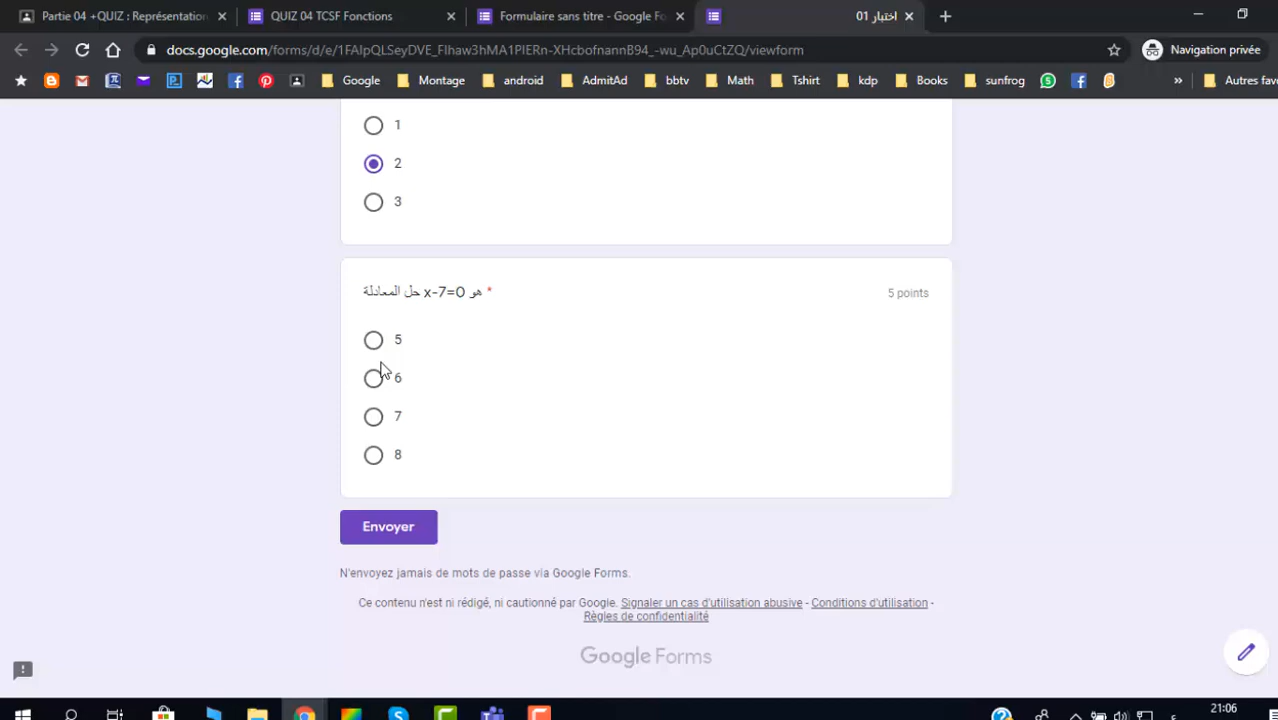 Partie 04 +QUIZ : Représentation
QUIZ 04 TCSF Fonctions
Formulaire sans titre - Google Fo
اختبار 01
docs.google.com/forms/d/e/1FAIpQLSeyDVE_FIhaw3hMA1PIERn-XHcbofnannB94_-wu_Ap0uCtZQ/viewform
Navigation privée
Google
Montage
android
AdmitAd
bbtv
Math
Tshirt
kdp
Books
sunfrog
»
Autres fav
1
2
3
حل المعادلة x-7=0 هو *
5 points
5
6
7
8
Envoyer
N'envoyez jamais de mots de passe via Google Forms.
Ce contenu n'est ni rédigé, ni cautionné par Google. Signaler un cas d'utilisation abusive - Conditions d'utilisation -
Règles de confidentialité
Google Forms
21:06